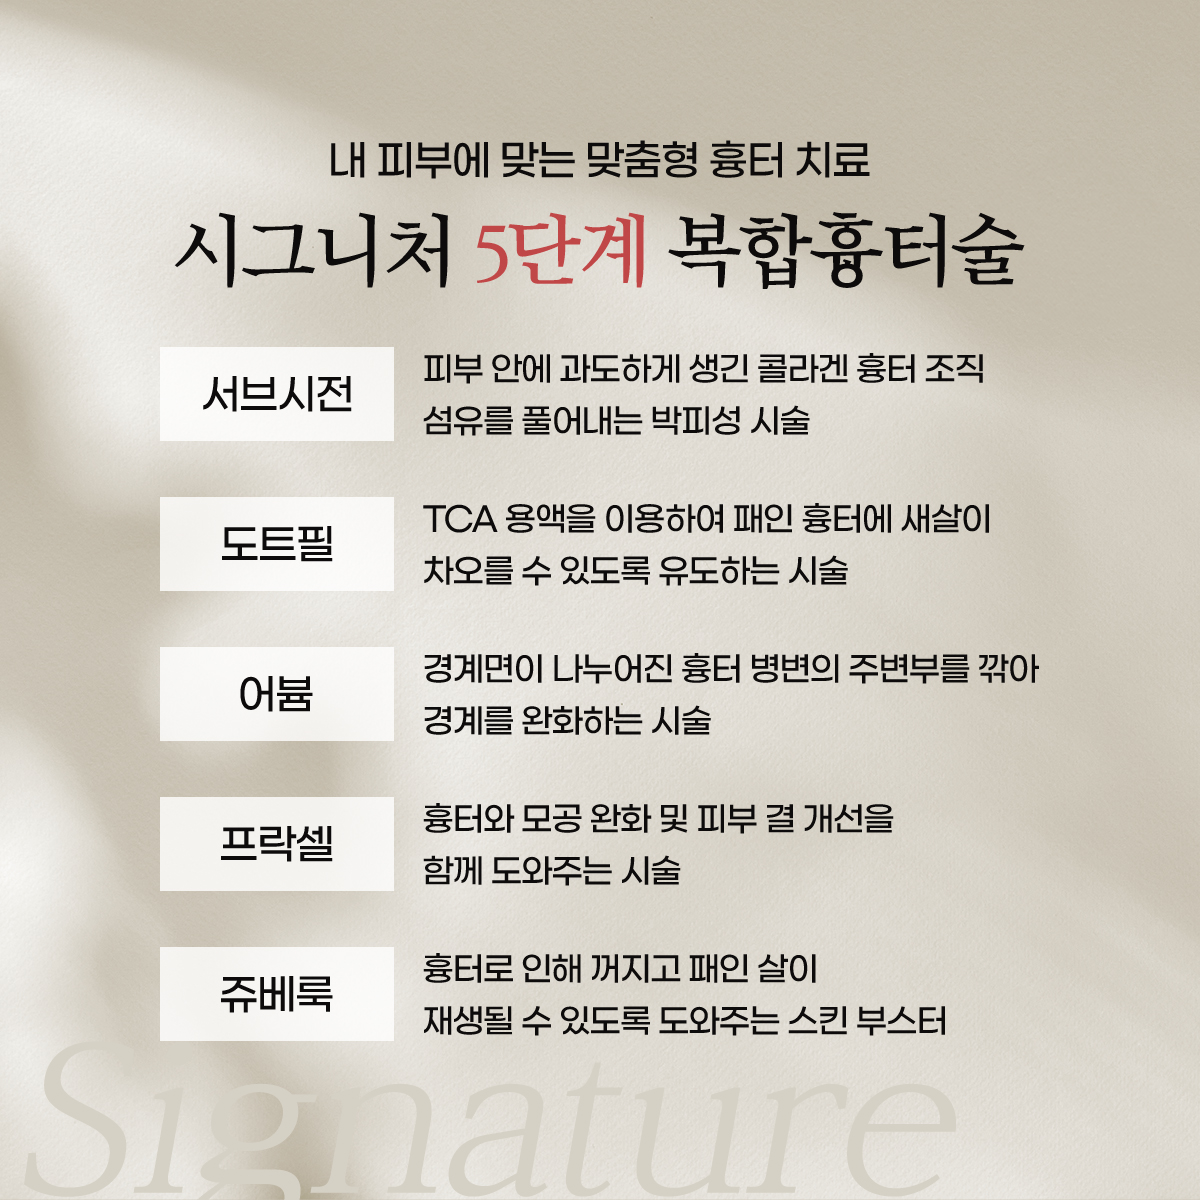 내 피부에 맞는 맞춤형 흉터 치료
시그니처 5단계 복합흉터술
서브시전
피부 안에 과도하게 생긴 콜라겐 흉터 조직
섬유를 풀어내는 박피성 시술
도트필
TCA 용액을 이용하여 패인 흉터에 새살이
차오를 수 있도록 유도하는 시술
어븀
경계면이 나누어진 흉터 병변의 주변부를 깎아
경계를 완화하는 시술
프락셀
흉터와 모공 완화 및 피부 결 개선을
함께 도와주는 시술
쥬베룩
흉터로 인해 꺼지고 패인 살이
재생될 수 있도록 도와주는 스킨 부스터
Signature